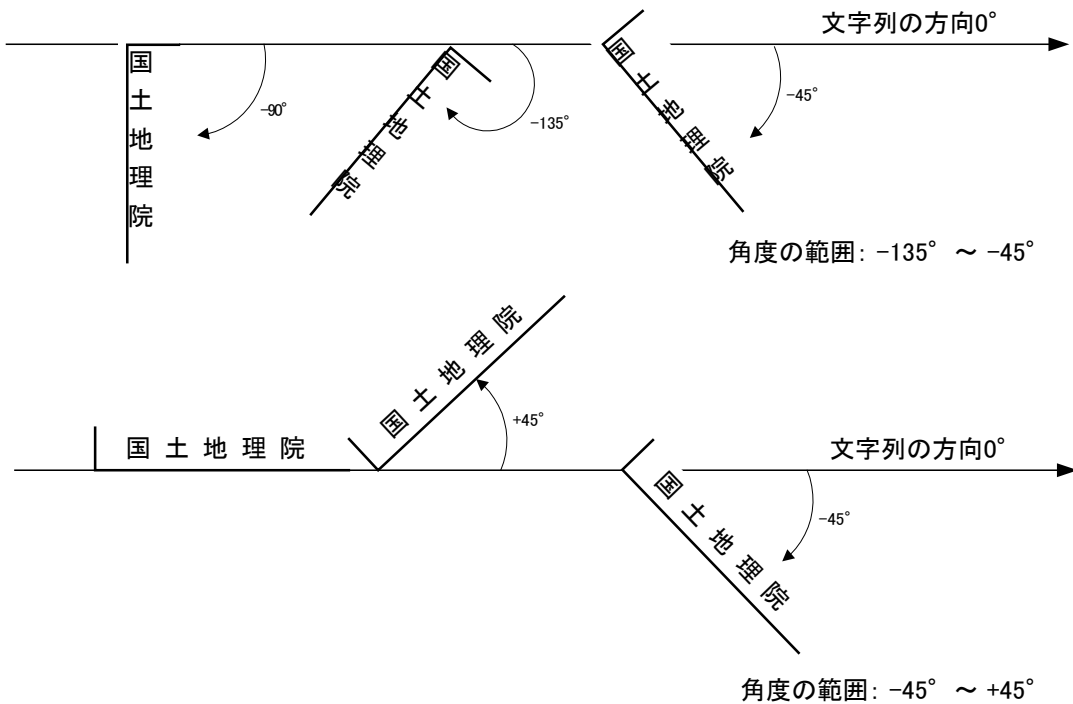 文字列の方向0°
国土地理院
国土地理院
国土地理院
-90°
-135°
-45°
角度の範囲: -135° ～ -45°
国土地理院
国土地理院
+45°
文字列の方向0°
国土地理院
-45°
角度の範囲: -45° ～ +45°